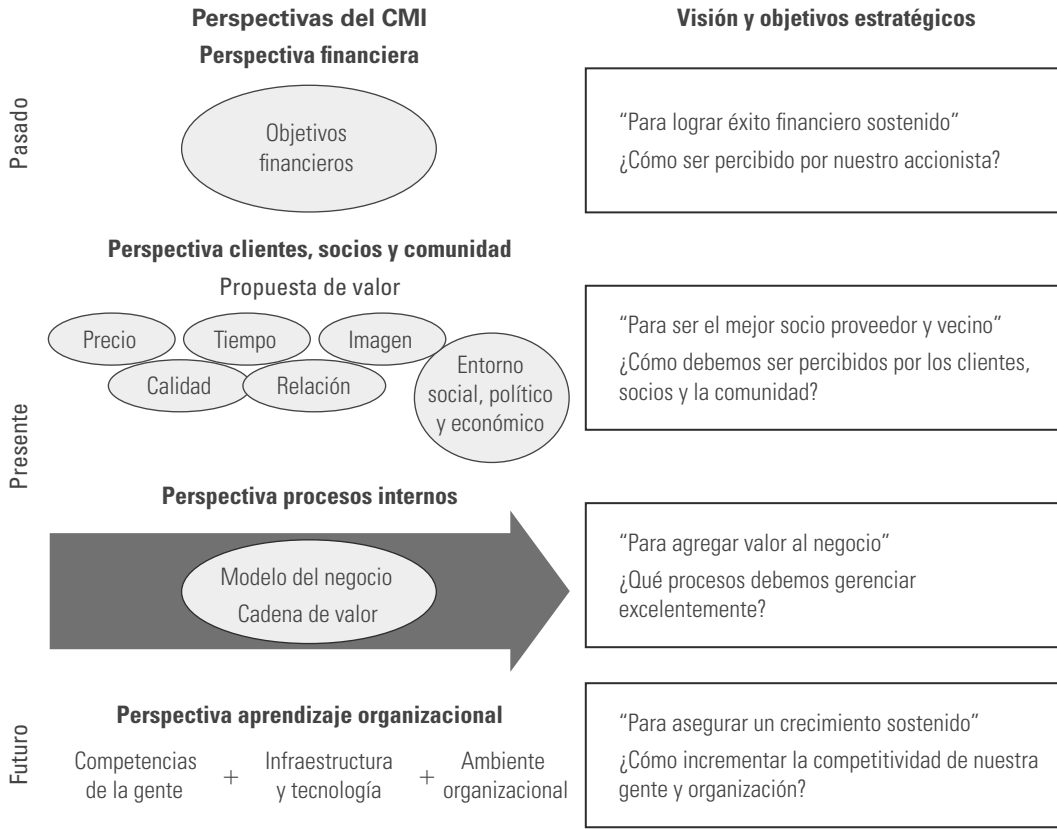 Perspectivas del CMI
Visión y objetivos estratégicos
Perspectiva financiera
Pasado
Objetivos
financieros
“Para lograr éxito financiero sostenido”
¿Cómo ser percibido por nuestro accionista?
Presente
Perspectiva clientes, socios y comunidad
Propuesta de valor
Precio
Tiempo
Imagen
Calidad
Relación
Entorno
social, político
y económico
“Para ser el mejor socio proveedor y vecino”
¿Cómo debemos ser percibidos por los clientes,
socios y la comunidad?
Perspectiva procesos internos
Modelo del negocio
Cadena de valor
“Para agregar valor al negocio”
¿Qué procesos debemos gerenciar
excelentemente?
Futuro
Perspectiva aprendizaje organizacional
Competencias
de la gente
+
Infraestructura
y tecnología
+
Ambiente
organizacional
“Para asegurar un crecimiento sostenido”
¿Cómo incrementar la competitividad de nuestra
gente y organización?